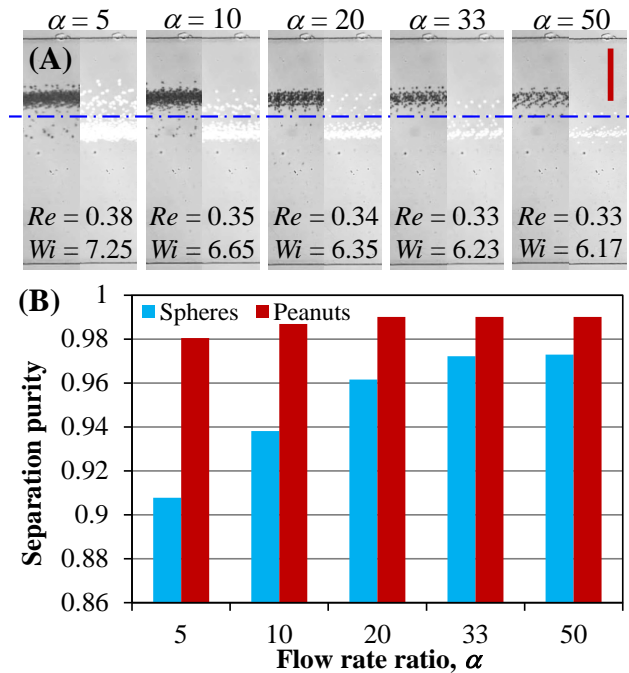 α = 5 α = 10 α = 20 α = 33 α = 50
(A)
Re = 0.38 Re = 0.35 Re = 0.34 Re = 0.33 Re = 0.33
Wi = 7.25 Wi = 6.65 Wi = 6.35 Wi = 6.23 Wi = 6.17
(B)
Spheres Peanuts
1
0.98
0.96
0.94
0.92
0.9
0.88
0.86
Separation purity
5 10 20 33 50
Flow rate ratio, α